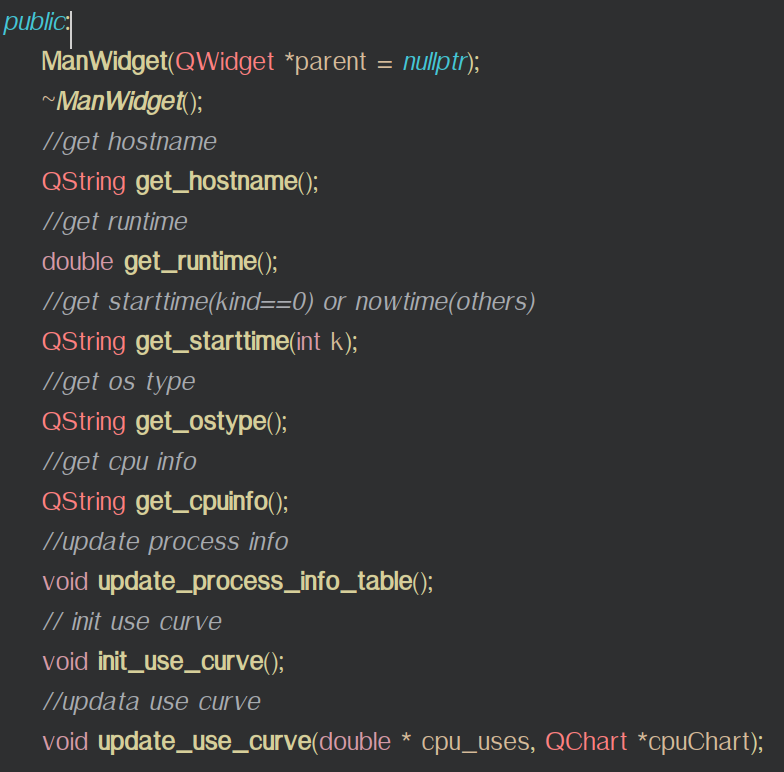 public:
ManWidget(QWidget *parent = nullptr);
~ManWidget();
//get hostname
QString get_hostname();
//get runtime
double get_runtime();
//get starttime(kind==0) or nowtime(others)
QString get_starttime(int k);
//get os type
QString get_ostype();
//get cpu info
QString get_cpuinfo();
//update process info
void update_process_info_table();
// init use curve
void init_use_curve();
//updata use curve
void update_use_curve(double * cpu_uses, QChart *cpuChart);